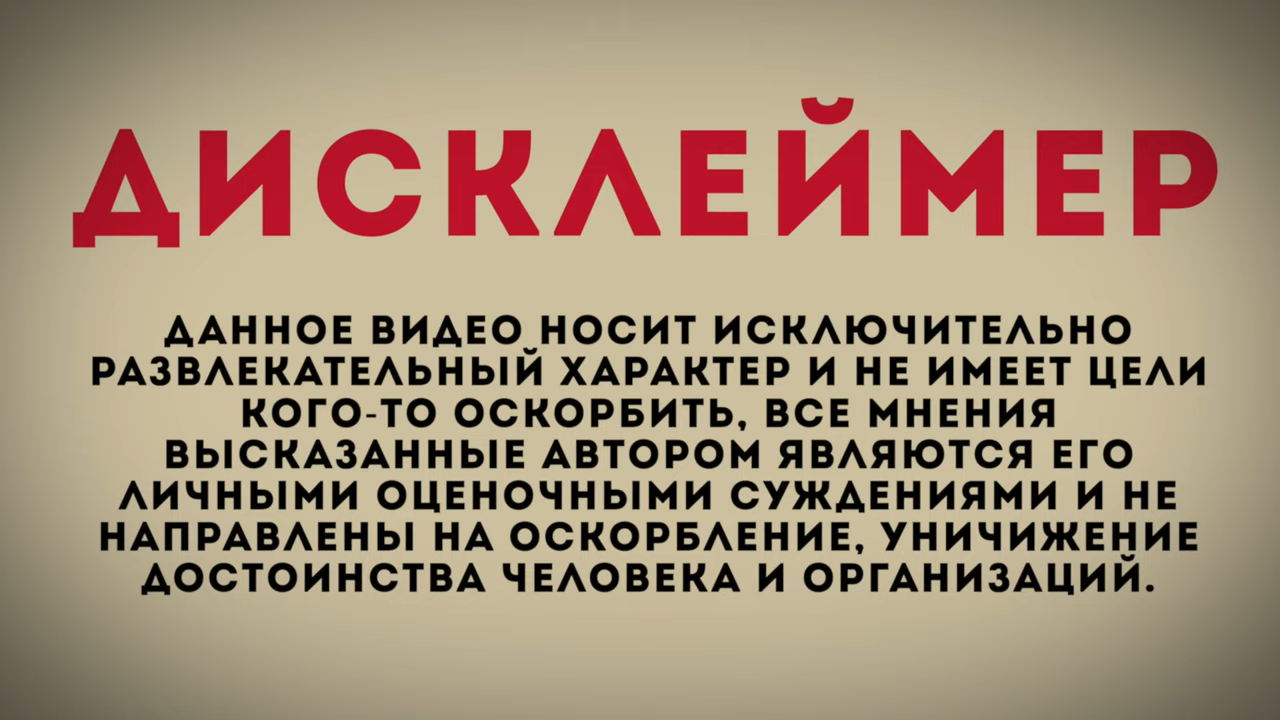 ДИСКЛЕЙМЕР
ДАННОЕ ВИДЕО НОСИТ ИСКЛЮЧИТЕЛЬНО
РАЗВЛЕКАТЕЛЬНЫЙ ХАРАКТЕР И НЕ ИМЕЕТ ЦЕЛИ
КОГО-ТО ОСКОРБИТЬ, ВСЕ МНЕНИЯ
ВЫСКАЗАННЫЕ АВТОРОМ ЯВЛЯЮТСЯ ЕГО
ЛИЧНЫМИ ОЦЕНОЧНЫМИ СУЖДЕНИЯМИ И НЕ
НАПРАВЛЕНЫ НА ОСКОРБЛЕНИЕ, УНИЧИЖЕНИЕ
ДОСТОИНСТВА ЧЕЛОВЕКА И ОРГАНИЗАЦИЙ.